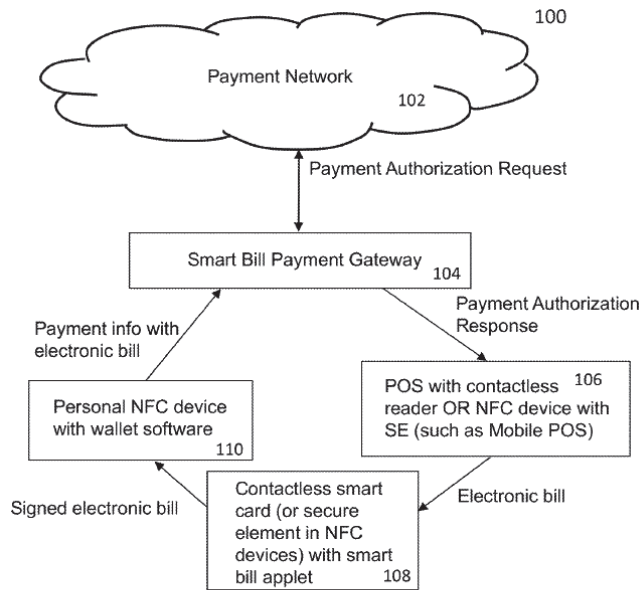 100
Payment Network
102
Payment Authorization Request
Smart Bill Payment Gateway
104
Payment info with
electronic bill
Payment Authorization
Response
Personal NFC device
with wallet software
110
POS with contactless
reader OR NFC device with
SE (such as Mobile POS)
106
Signed electronic bill
Contactless smart
card (or secure
element in NFC
devices) with smart
bill applet
108
Electronic bill